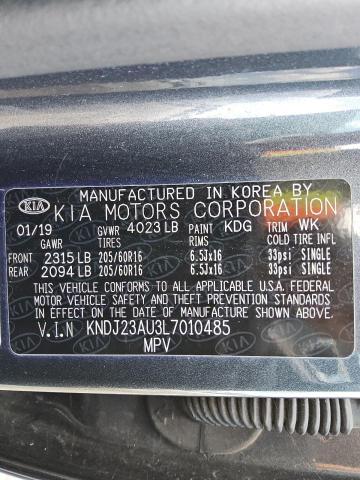 MANUFACTURED IN KOREA BY
KIA KIA MOTORS CORPORATION
01/19 GVWR 4023 LB PAINT KDG TRIM WK
GAWR TIRES RIMS COLD TIRE INFL
FRONT 2315 LB 205/60R16 6.5Jx16 33psi SINGLE
REAR 2094 LB 205/60R16 6.5Jx16 33psi SINGLE
THIS VEHICLE CONFORMS TO ALL APPLICABLE U.S.A. FEDERAL
MOTOR VEHICLE SAFETY, BUMPER, AND THEFT PREVENTION
STANDARDS IN EFFECT ON THE DATE OF MANUFACTURE SHOWN ABOVE.
V.I.N KNDJ23AU3L7010485
MPV